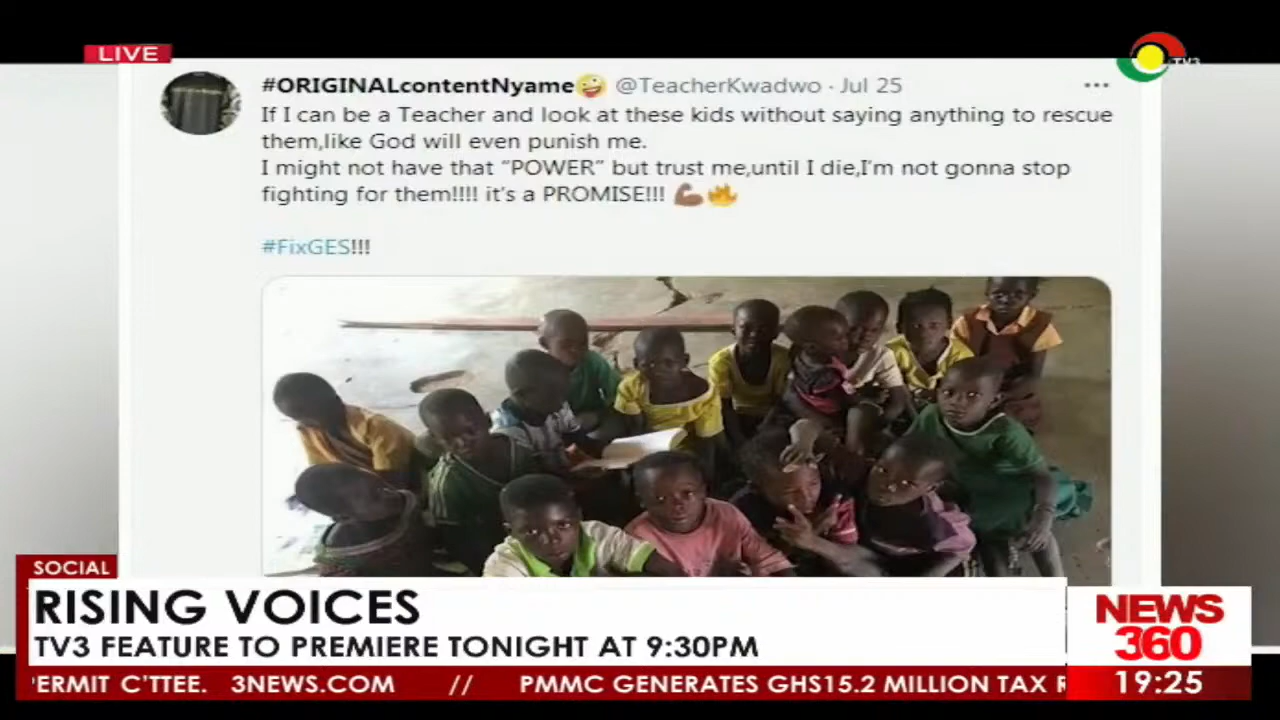 LIVE
TV3
#ORIGINALcontentNyame🤪 @TeacherKwadwo · Jul 25
If I can be a Teacher and look at these kids without saying anything to rescue
them,like God will even punish me.
I might not have that “POWER” but trust me,until I die,I'm not gonna stop
fighting for them!!!! it's a PROMISE!!! 💪🏾🔥
#FixGES!!!
SOCIAL
RISING VOICES
TV3 FEATURE TO PREMIERE TONIGHT AT 9:30PM
NEWS
360
ERMIT C'TTEE. 3NEWS.COM // PMMC GENERATES GHS15.2 MILLION TAX
19:25